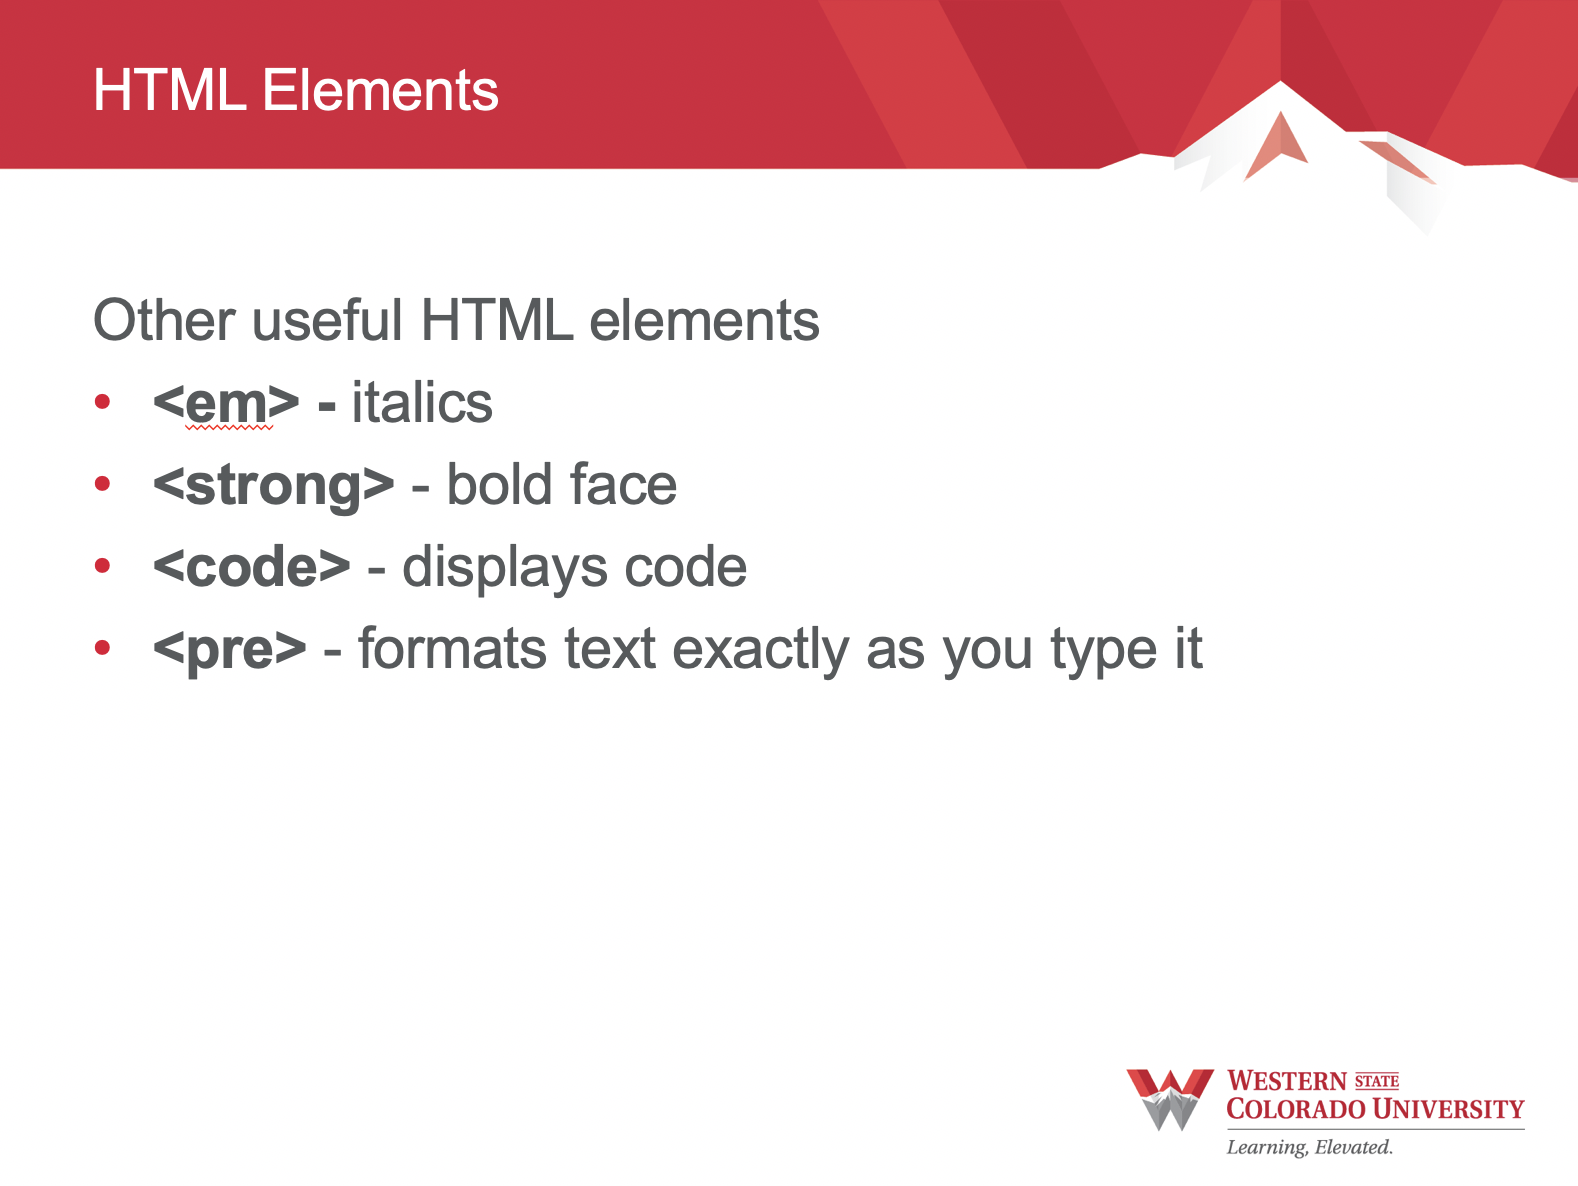 HTML Elements
Other useful HTML elements
• <em> - italics
• <strong> - bold face
• <code> - displays code
• <pre> - formats text exactly as you type it
WESTERN STATE
COLORADO UNIVERSITY
Learning, Elevated.